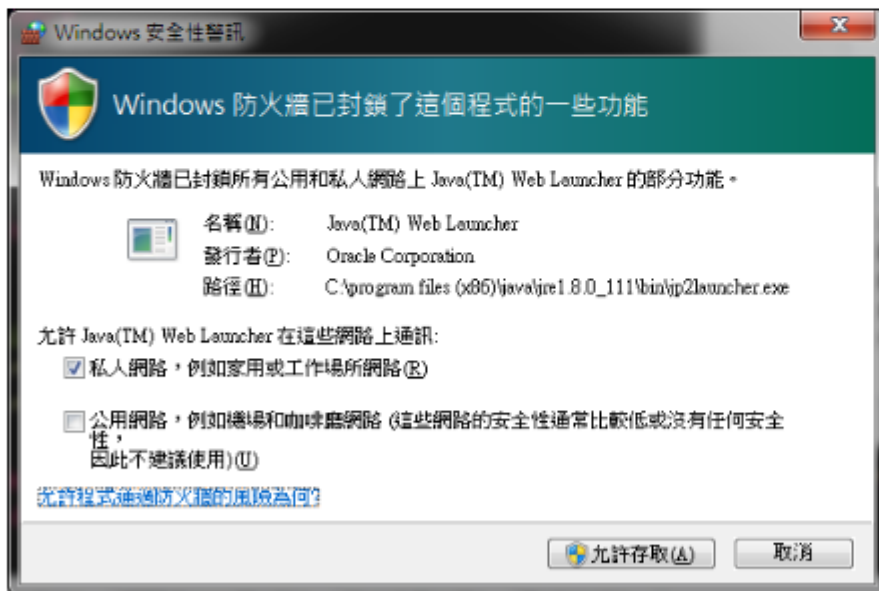 Windows 安全性警訊
Windows 防火牆已封鎖了這個程式的一些功能
Windows 防火牆已封鎖所有公用和私人網路上 Java(TM) Web Launcher 的部分功能。
名稱(N): Java(TM) Web Launcher
發行者(P): Oracle Corporation
路徑(H): C:\program files (x86)\java\jre1.8.0_111\bin\jp2launcher.exe
允許 Java(TM) Web Launcher 在這些網路上通訊:
私人網路，例如家用或工作場所網路(R)
公用網路，例如機場和咖啡廳網路 (這些網路的安全性通常比較低或沒有任何安全
性，
因此不建議使用)(U)
允許程式通過防火牆的風險為何?
允許存取(A) 取消